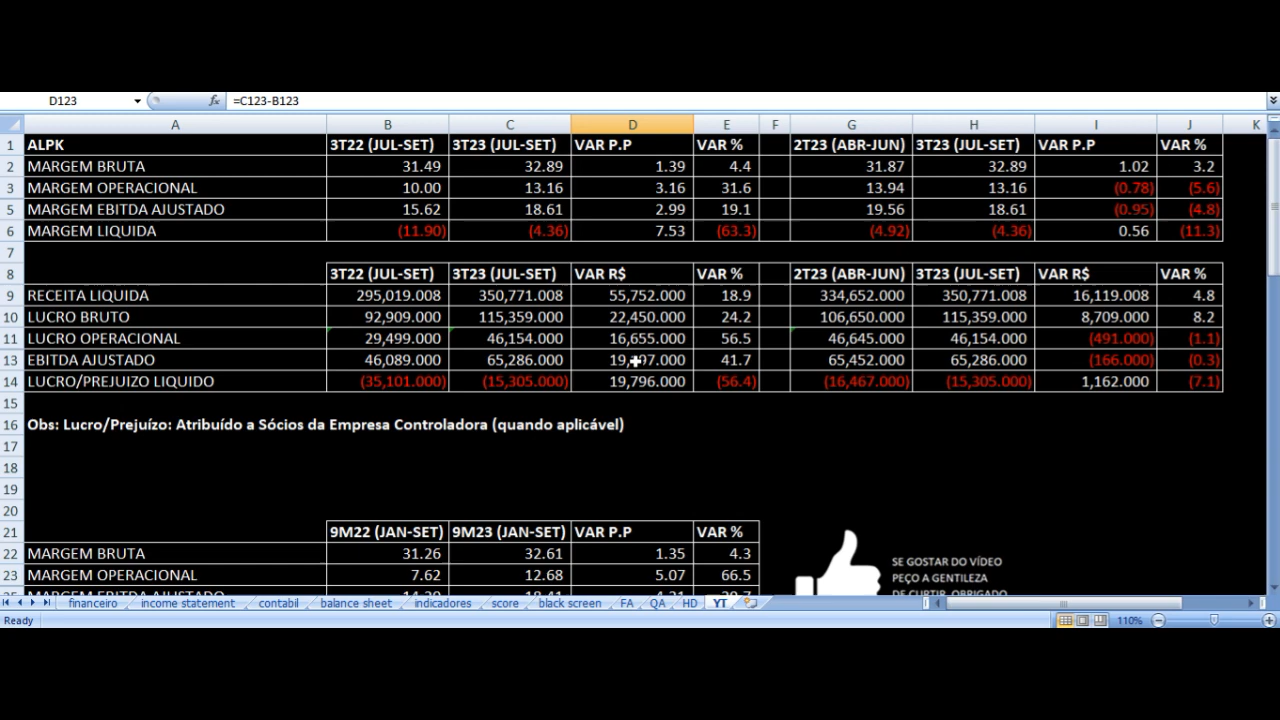 D123 fx =C123-B123
A B C D E F G H I J K
1 ALPK 3T22 (JUL-SET) 3T23 (JUL-SET) VAR P.P VAR % 2T23 (ABR-JUN) 3T23 (JUL-SET) VAR P.P VAR %
2 MARGEM BRUTA 31.49 32.89 1.39 4.4 31.87 32.89 1.02 3.2
3 MARGEM OPERACIONAL 10.00 13.16 3.16 31.6 13.94 13.16 (0.78) (5.6)
5 MARGEM EBITDA AJUSTADO 15.62 18.61 2.99 19.1 19.56 18.61 (0.95) (4.8)
6 MARGEM LIQUIDA (11.90) (4.36) 7.53 (63.3) (4.92) (4.36) 0.56 (11.3)
7
8 3T22 (JUL-SET) 3T23 (JUL-SET) VAR R$ VAR % 2T23 (ABR-JUN) 3T23 (JUL-SET) VAR R$ VAR %
9 RECEITA LIQUIDA 295,019.008 350,771.008 55,752.000 18.9 334,652.000 350,771.008 16,119.008 4.8
10 LUCRO BRUTO 92,909.000 115,359.000 22,450.000 24.2 106,650.000 115,359.000 8,709.000 8.2
11 LUCRO OPERACIONAL 29,499.000 46,154.000 16,655.000 56.5 46,645.000 46,154.000 (491.000) (1.1)
13 EBITDA AJUSTADO 46,089.000 65,286.000 41.7 65,452.000 65,286.000 (166.000) (0.3)
14 LUCRO/PREJUIZO LIQUIDO (35,101.000) (15,305.000) 19,796.000 (56.4) (16,467.000) (15,305.000) 1,162.000 (7.1)
15
16 Obs: Lucro/Prejuízo: Atribuído a Sócios da Empresa Controladora (quando aplicável)
17
18
19
20
21 9M22 (JAN-SET) 9M23 (JAN-SET) VAR P.P VAR %
22 MARGEM BRUTA 31.26 32.61 1.35 4.3
23 MARGEM OPERACIONAL 7.62 12.68 5.07 66.5
SE GOSTAR DO VÍDEO
PEÇO A GENTILEZA
DE CURTIR. OBRIGADO
financeiro income statement contabil balance sheet indicadores score black screen FA QA HD YT
Ready 110%